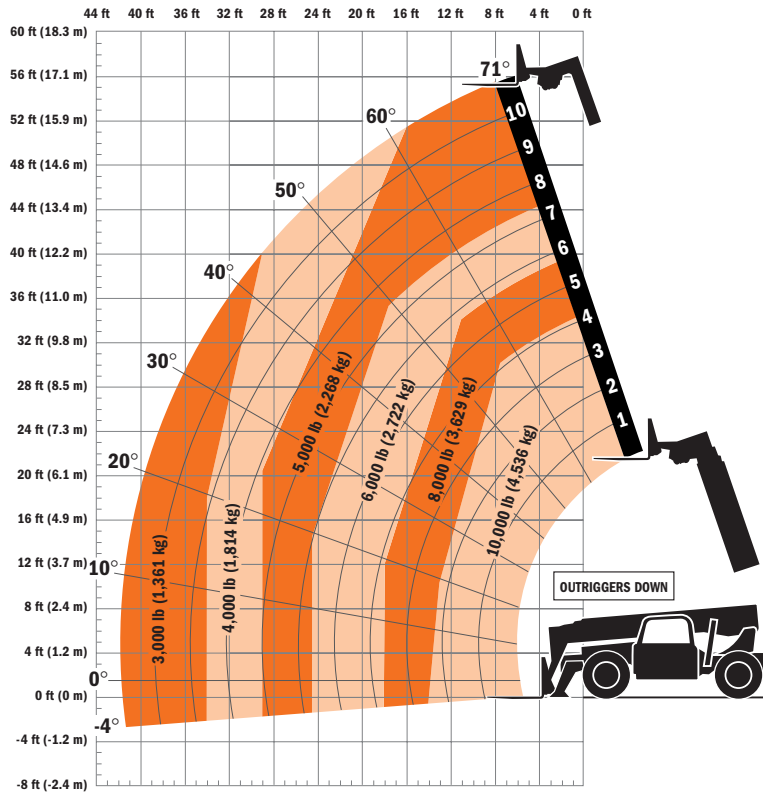 44 ft 40 ft 36 ft 32 ft 28 ft 24 ft 20 ft 16 ft 12 ft 8 ft 4 ft 0 ft
60 ft (18.3 m)
56 ft (17.1 m)
52 ft (15.9 m)
48 ft (14.6 m)
44 ft (13.4 m)
40 ft (12.2 m)
36 ft (11.0 m)
32 ft (9.8 m)
28 ft (8.5 m)
24 ft (7.3 m)
20 ft (6.1 m)
16 ft (4.9 m)
12 ft (3.7 m)
8 ft (2.4 m)
4 ft (1.2 m)
0 ft (0 m)
-4 ft (-1.2 m)
-8 ft (-2.4 m)
71°
60°
50°
40°
30°
20°
10°
0°
-4°
10
9
8
7
6
5
4
3
2
1
3,000 lb (1,361 kg)
4,000 lb (1,814 kg)
5,000 lb (2,268 kg)
6,000 lb (2,722 kg)
8,000 lb (3,629 kg)
10,000 lb (4,536 kg)
OUTRIGGERS DOWN